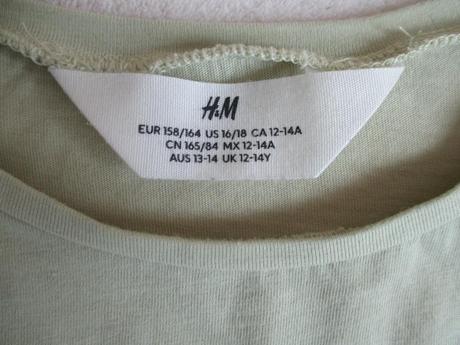 H&M
EUR 158/164 US 16/18 CA 12-14A
CN 165/84 MX 12-14A
AUS 13-14 UK 12-14Y